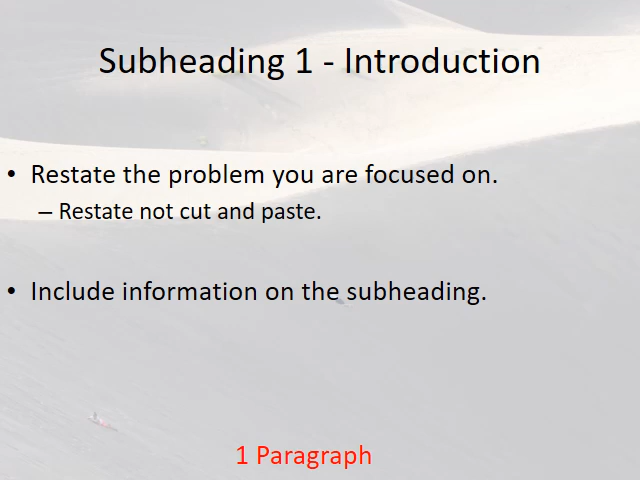 Subheading 1 - Introduction
• Restate the problem you are focused on.
– Restate not cut and paste.
• Include information on the subheading.
1 Paragraph